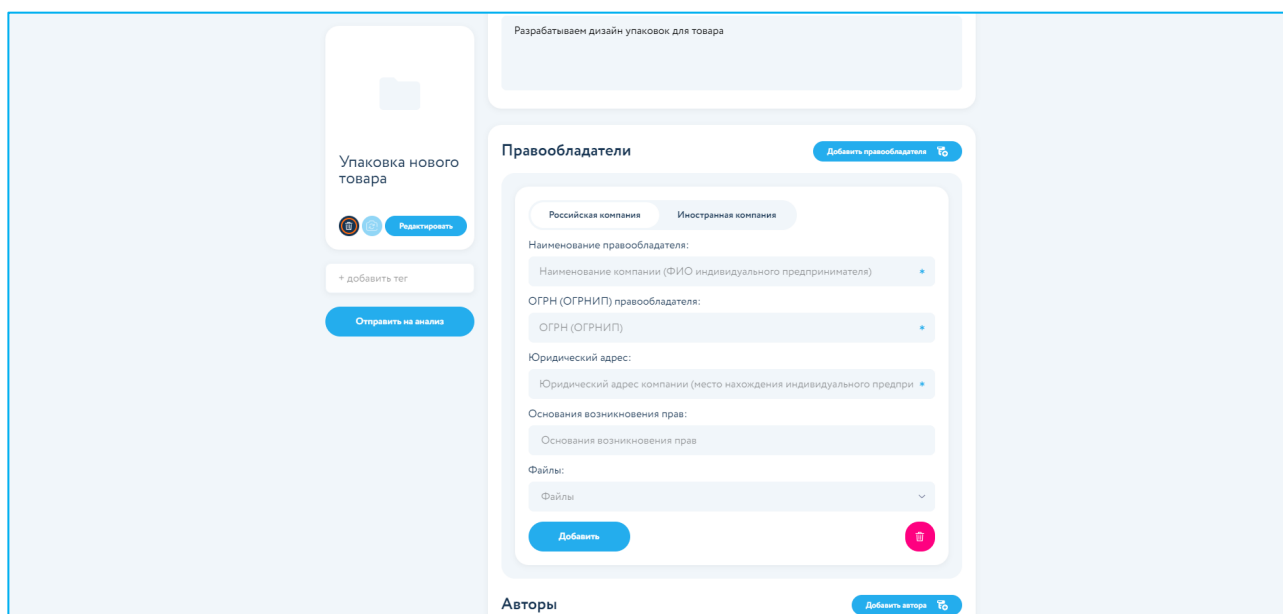 Разрабатываем дизайн упаковок для товара
Упаковка нового
товара
Редактировать
+ добавить тег
Отправить на анализ
Правообладатели
Добавить правообладателя
Российская компания
Иностранная компания
Наименование правообладателя:
Наименование компании (ФИО индивидуального предпринимателя) *
ОГРН (ОГРНИП) правообладателя:
ОГРН (ОГРНИП) *
Юридический адрес:
Юридический адрес компании (место нахождения индивидуального предпри *
Основания возникновения прав:
Основания возникновения прав
Файлы:
Файлы
Добавить
Авторы
Добавить автора